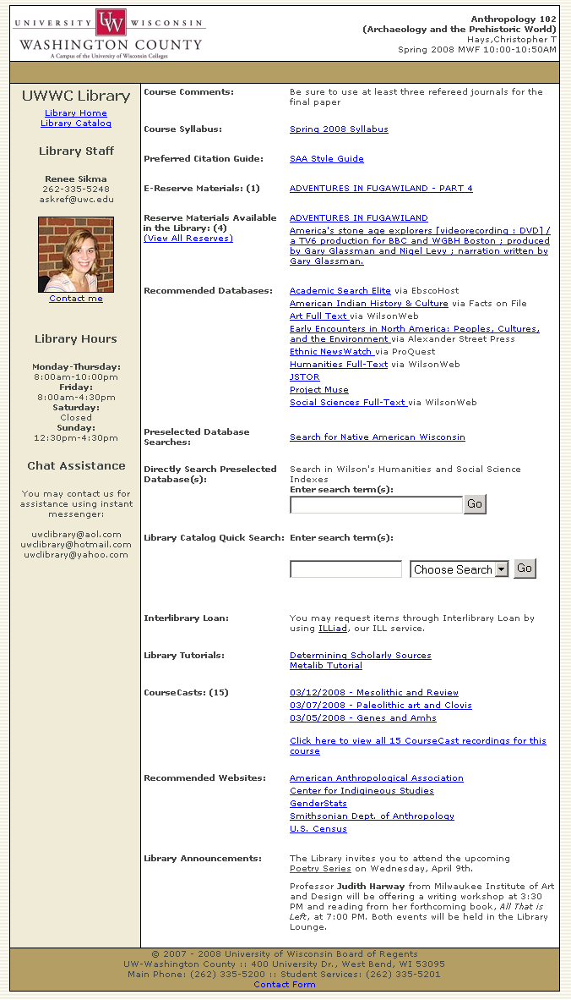 UNIVERSITY OF WISCONSIN
UW
WISCONSIN
WASHINGTON COUNTY
A Campus of the University of Wisconsin Colleges
Anthropology 102
(Archaeology and the Prehistoric World)
Hays,Christopher T
Spring 2008 MWF 10:00-10:50AM
UWWC Library
Library Home
Library Catalog
Library Staff
Renee Sikma
262-335-5248
askref@uwc.edu
Contact me
Library Hours
Monday-Thursday:
8:00am-10:00pm
Friday:
8:00am-4:30pm
Saturday:
Closed
Sunday:
12:30pm-4:30pm
Chat Assistance
You may contact us for
assistance using instant
messenger:
uwclibrary@aol.com
uwclibrary@hotmail.com
uwclibrary@yahoo.com
Course Comments:
Be sure to use at least three refereed journals for the
final paper
Course Syllabus:
Spring 2008 Syllabus
Preferred Citation Guide:
SAA Style Guide
E-Reserve Materials: (1)
ADVENTURES IN FUGAWILAND - PART 4
Reserve Materials Available
in the Library: (4)
(View All Reserves)
ADVENTURES IN FUGAWILAND
America's stone age explorers [videorecording : DVD] /
a TV6 production for BBC and WGBH Boston ; produced
by Gary Glassman and Nigel Levy ; narration written by
Gary Glassman.
Recommended Databases:
Academic Search Elite via EbscoHost
American Indian History & Culture via Facts on File
Art Full Text via WilsonWeb
Early Encounters in North America: Peoples, Cultures,
and the Environment via Alexander Street Press
Ethnic NewsWatch via ProQuest
Humanities Full-Text via WilsonWeb
JSTOR
Project Muse
Social Sciences Full-Text via WilsonWeb
Preselected Database
Searches:
Search for Native American Wisconsin
Directly Search Preselected
Database(s):
Search in Wilson's Humanities and Social Science
Indexes
Enter search term(s):
Go
Library Catalog Quick Search:
Enter search term(s):
Choose Search
Go
Interlibrary Loan:
You may request items through Interlibrary Loan by
using ILLiad, our ILL service.
Library Tutorials:
Determining Scholarly Sources
Metalib Tutorial
CourseCasts: (15)
03/12/2008 - Mesolithic and Review
03/07/2008 - Paleolithic art and Clovis
03/05/2008 - Genes and Amhs
Click here to view all 15 CourseCast recordings for this
course
Recommended Websites:
American Anthropological Association
Center for Indigineous Studies
GenderStats
Smithsonian Dept. of Anthropology
U.S. Census
Library Announcements:
The Library invites you to attend the upcoming
Poetry Series on Wednesday, April 9th.
Professor Judith Harway from Milwaukee Institute of Art
and Design will be offering a writing workshop at 3:30
PM and reading from her forthcoming book, All That is
Left, at 7:00 PM. Both events will be held in the Library
Lounge.
© 2007 - 2008 University of Wisconsin Board of Regents
UW-Washington County :: 400 University Dr., West Bend, WI 53095
Main Phone: (262) 335-5200 :: Student Services: (262) 335-5201
Contact Form